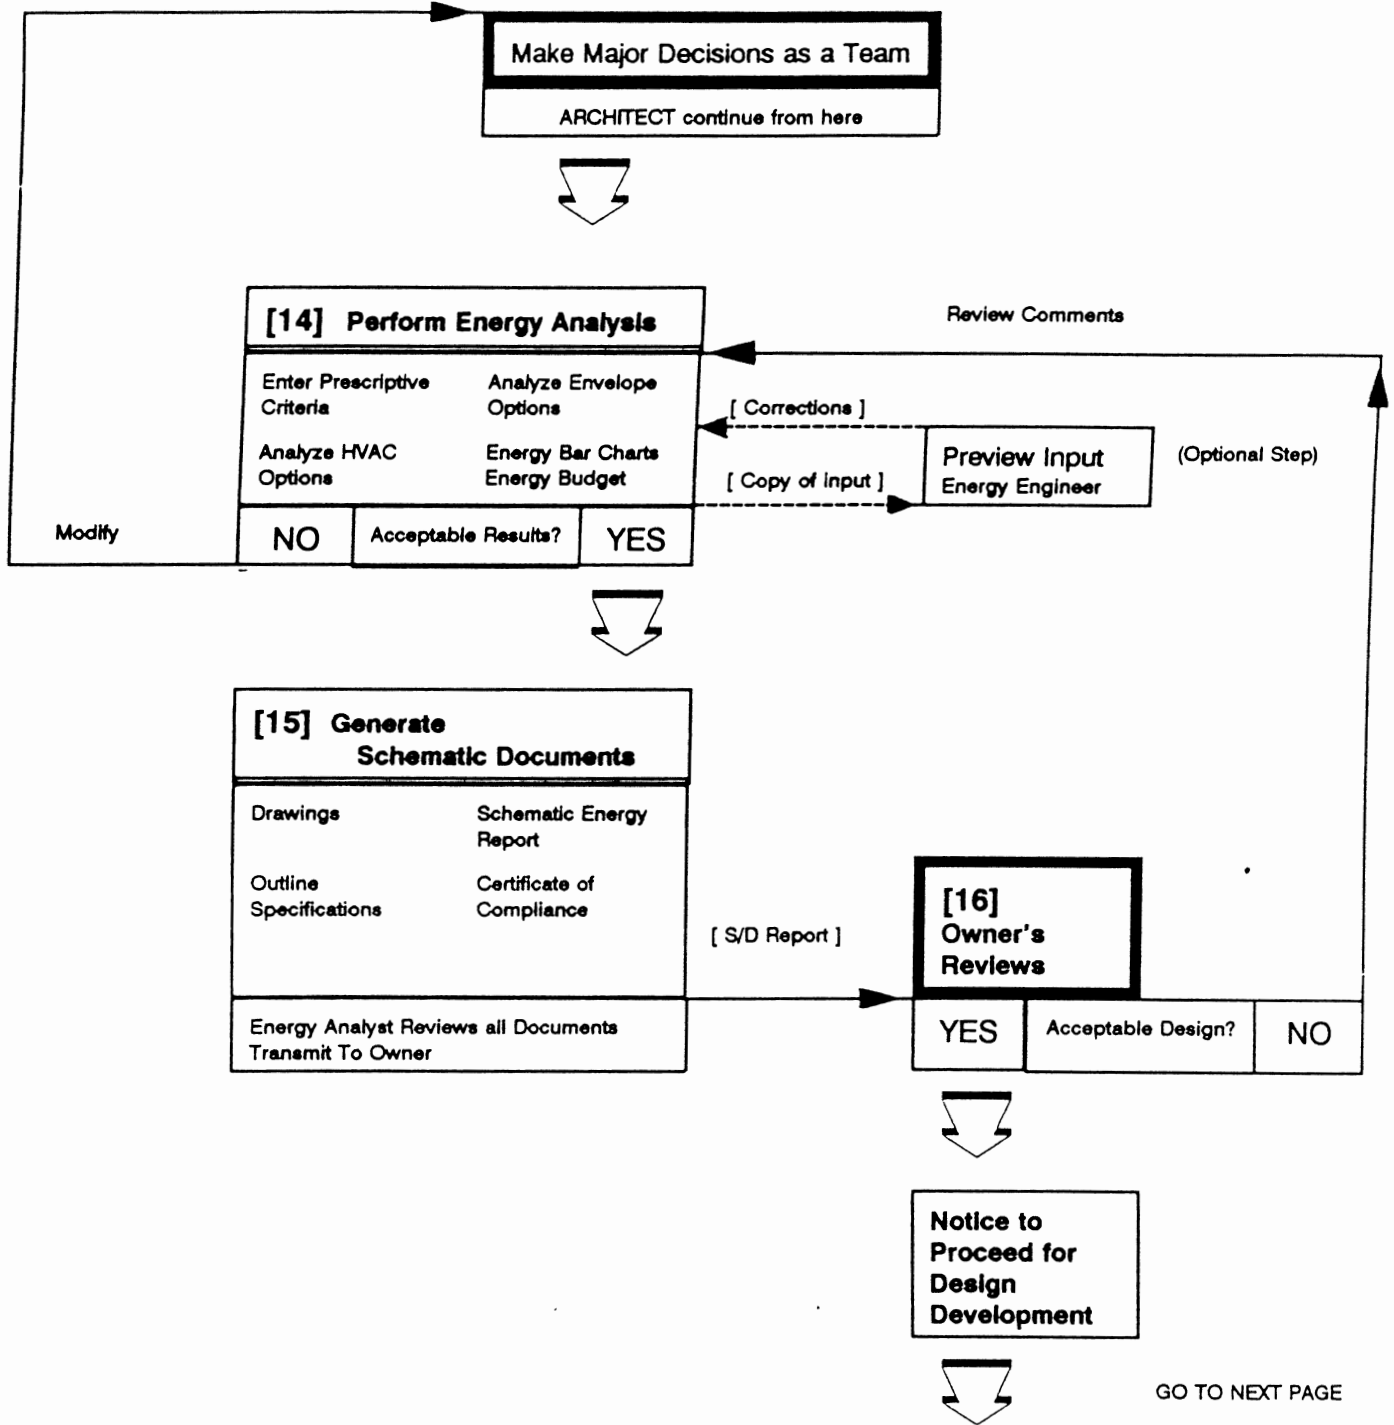 Make Major Decisions as a Team
ARCHITECT continue from here
[14] Perform Energy Analysis
Review Comments
Enter Prescriptive
Criteria
Analyze Envelope
Options
[ Corrections ]
Analyze HVAC
Options
Energy Bar Charts
Energy Budget
[ Copy of input ]
Preview Input
Energy Engineer
(Optional Step)
Modify
NO
Acceptable Results?
YES
[15] Generate
Schematic Documents
Drawings
Schematic Energy
Report
Outline
Specifications
Certificate of
Compliance
Energy Analyst Reviews all Documents
Transmit To Owner
[ S/D Report ]
[16]
Owner's
Reviews
YES
Acceptable Design?
NO
Notice to
Proceed for
Design
Development
GO TO NEXT PAGE